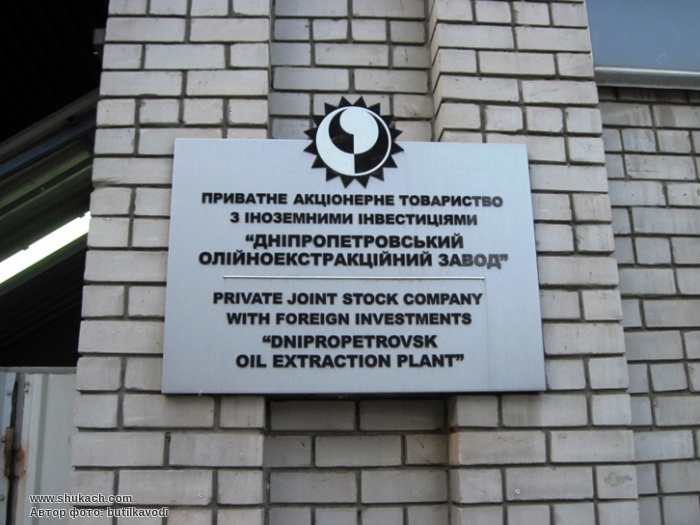 ПРИВАТНЕ АКЦІОНЕРНЕ ТОВАРИСТВО
З ІНОЗЕМНИМИ ІНВЕСТИЦІЯМИ
“ДНІПРОПЕТРОВСЬКИЙ
ОЛІЙНОЕКСТРАКЦІЙНИЙ ЗАВОД”
PRIVATE JOINT STOCK COMPANY
WITH FOREIGN INVESTMENTS
“DNIPROPETROVSK
OIL EXTRACTION PLANT”
www.shukach.com
Автор фото: butilkavodi